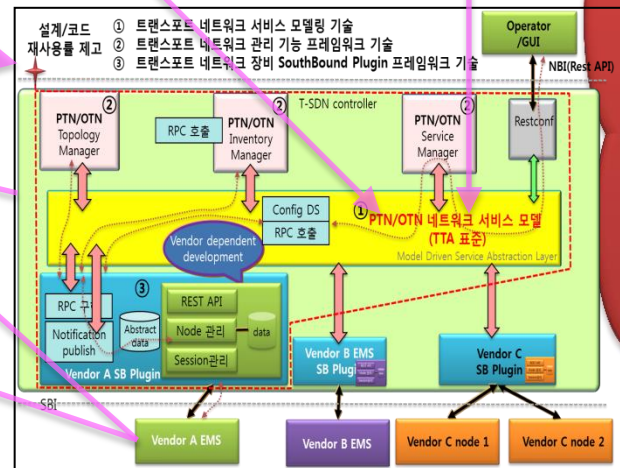 설계/코드
재사용률 제고
① 트랜스포트 네트워크 서비스 모델링 기술
② 트랜스포트 네트워크 관리 기능 프레임워크 기술
③ 트랜스포트 네트워크 장비 SouthBound Plugin 프레임워크 기술
Operator
/GUI
NBI(Rest API)
T-SDN controller
②
PTN/OTN
Topology
Manager
RPC 호출
②
PTN/OTN
Inventory
Manager
②
PTN/OTN
Service
Manager
Restconf
Config DS
RPC 호출
①
PTN/OTN 네트워크 서비스 모델
(TTA 표준)
Model Driven Service Abstraction Layer
Vendor dependent
development
③
RPC
Notification
publish
Abstract
data
REST API
Node 관리
Session관리
data
Vendor A SB Plugin
Vendor B EMS
SB Plugin
Vendor C
SB Plugin
SBI
Vendor A EMS
Vendor B EMS
Vendor C node 1
Vendor C node 2